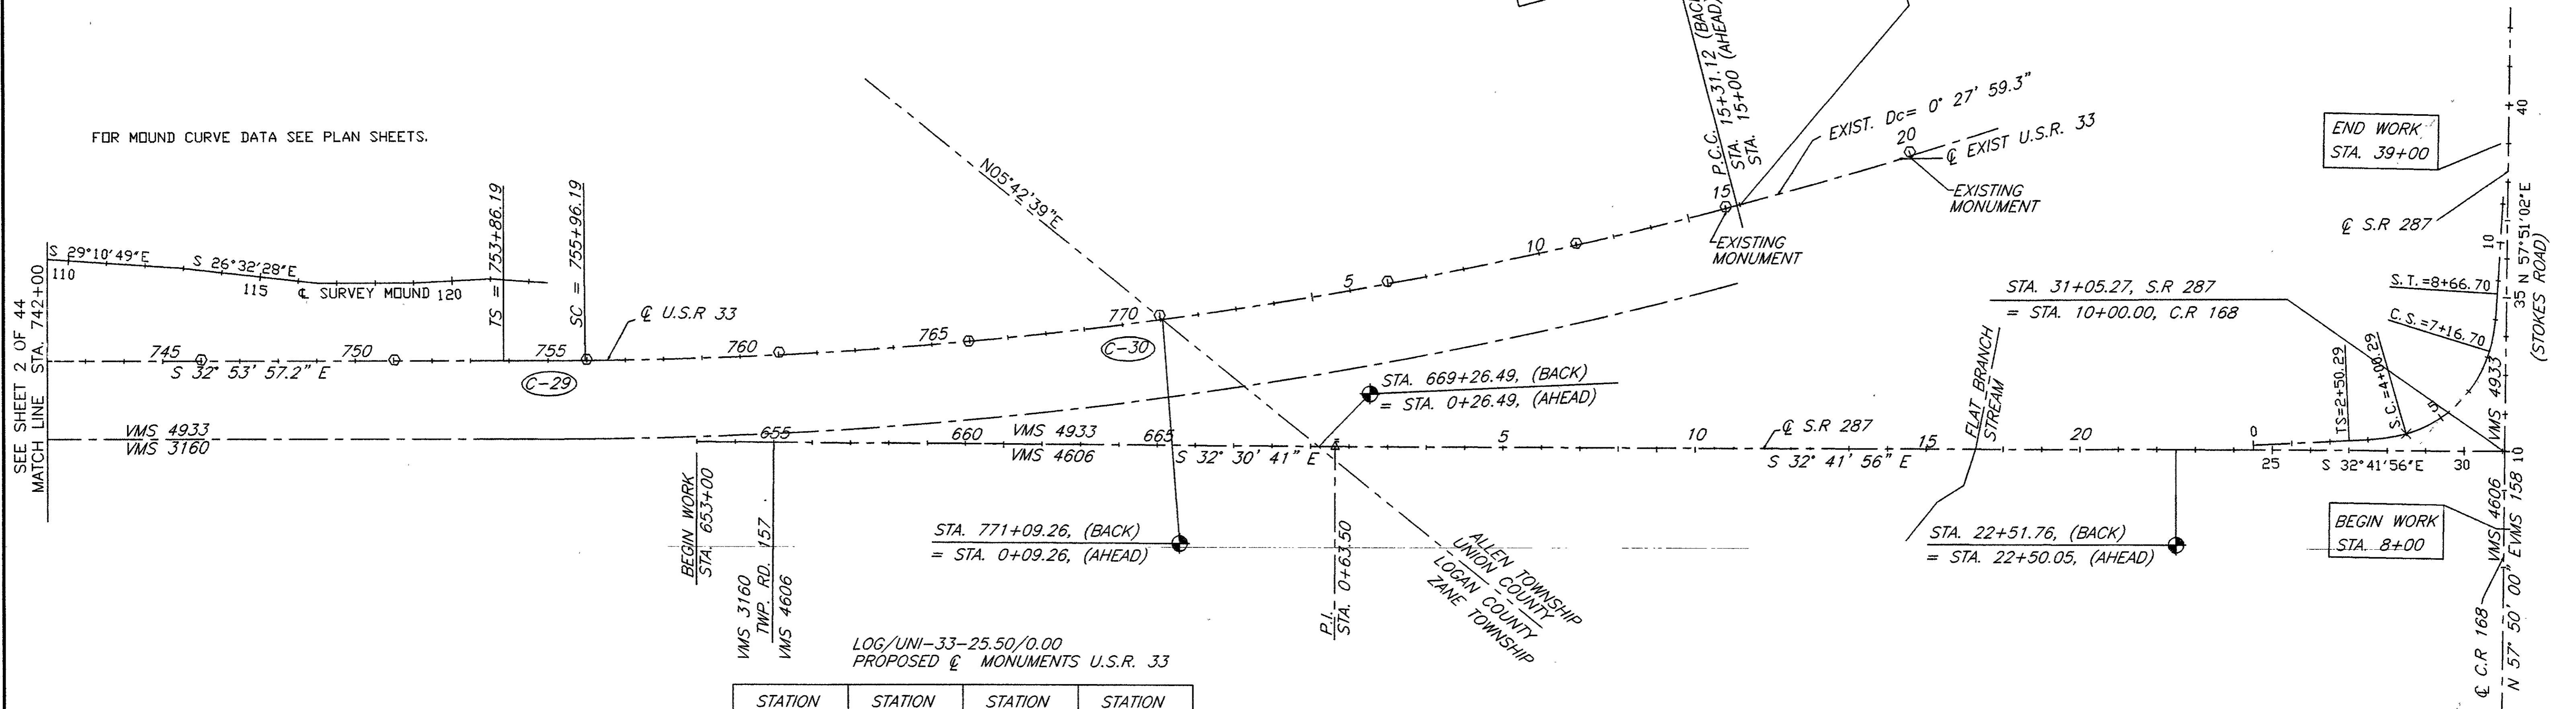 FOR MOUND CURVE DATA SEE PLAN SHEETS.
SEE SHEET 2 OF 44
MATCH LINE STA. 742+00
S 29°10'49"E
110
S 26°32'28"E
115
℄ SURVEY MOUND
120
TS = 753+86.19
SC = 755+96.19
℄ U.S.R 33
745
750
755
760
765
770
S 32° 53' 57.2" E
C-29
C-30
N05°42'39"E
5
10
15
20
P.C.C.
STA. 15+31.12 (BACK
STA. 15+00 (AHEAD)
EXIST. Dc= 0° 27' 59.3"
℄ EXIST U.S.R. 33
EXISTING
MONUMENT
EXISTING
MONUMENT
VMS 4933
VMS 3160
655
660
VMS 4933
VMS 4606
665
S 32° 30' 41" E
STA. 669+26.49, (BACK)
= STA. 0+26.49, (AHEAD)
5
10
℄ S.R 287
15
20
S 32° 41' 56" E
FLAT BRANCH
STREAM
BEGIN WORK
STA. 653+00
VMS 3160
TWP. RD. 157
VMS 4606
STA. 771+09.26, (BACK)
= STA. 0+09.26, (AHEAD)
P.I.
STA. 0+63.50
ALLEN TOWNSHIP
UNION COUNTY
LOGAN COUNTY
ZANE TOWNSHIP
STA. 22+51.76, (BACK)
= STA. 22+50.05, (AHEAD)
STA. 31+05.27, S.R 287
= STA. 10+00.00, C.R 168
END WORK
STA. 39+00
℄ S.R 287
40
10
35
N 57°51'02"E
(STOKES ROAD)
S.T.=8+66.70
C.S.=7+16.70
TS=2+50.29
S.C.=4+00.29
0
5
25
S 32°41'56"E
30
10
VMS 4933
VMS 4606
EVMS 158
BEGIN WORK
STA. 8+00
℄ C.R 168
N 57° 50' 00" E
LOG/UNI-33-25.50/0.00
PROPOSED ℄ MONUMENTS U.S.R. 33
STATION STATION STATION STATION